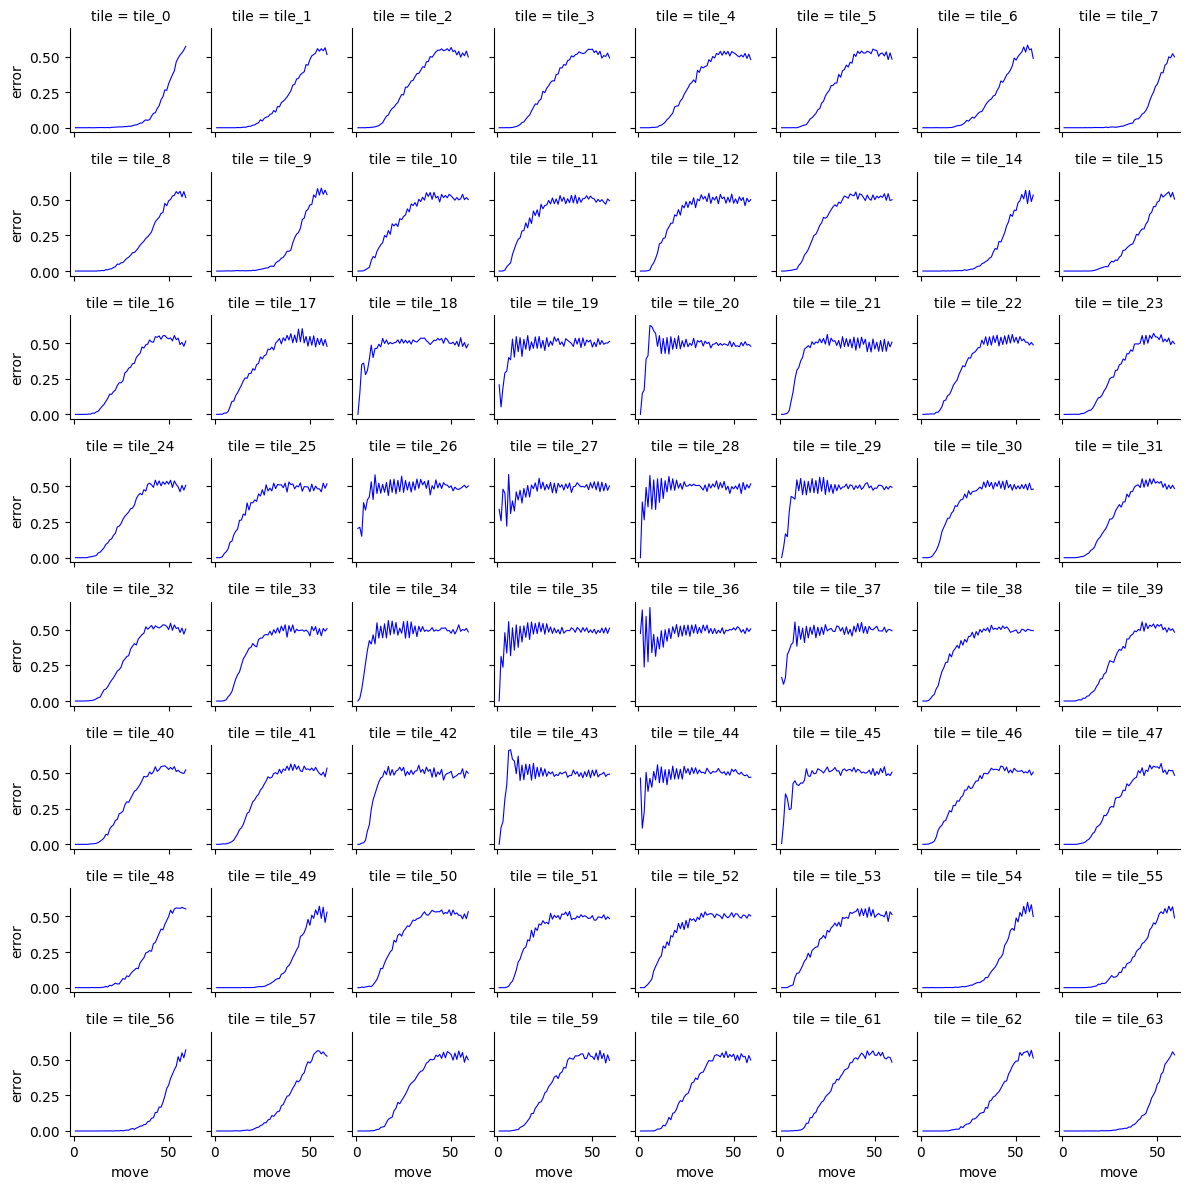 tile = tile_0 tile = tile_1 tile = tile_2 tile = tile_3 tile = tile_4 tile = tile_5 tile = tile_6 tile = tile_7
0.50
0.25
0.00
error
tile = tile_8 tile = tile_9 tile = tile_10 tile = tile_11 tile = tile_12 tile = tile_13 tile = tile_14 tile = tile_15
0.50
0.25
0.00
error
tile = tile_16 tile = tile_17 tile = tile_18 tile = tile_19 tile = tile_20 tile = tile_21 tile = tile_22 tile = tile_23
0.50
0.25
0.00
error
tile = tile_24 tile = tile_25 tile = tile_26 tile = tile_27 tile = tile_28 tile = tile_29 tile = tile_30 tile = tile_31
0.50
0.25
0.00
error
tile = tile_32 tile = tile_33 tile = tile_34 tile = tile_35 tile = tile_36 tile = tile_37 tile = tile_38 tile = tile_39
0.50
0.25
0.00
error
tile = tile_40 tile = tile_41 tile = tile_42 tile = tile_43 tile = tile_44 tile = tile_45 tile = tile_46 tile = tile_47
0.50
0.25
0.00
error
tile = tile_48 tile = tile_49 tile = tile_50 tile = tile_51 tile = tile_52 tile = tile_53 tile = tile_54 tile = tile_55
0.50
0.25
0.00
error
tile = tile_56 tile = tile_57 tile = tile_58 tile = tile_59 tile = tile_60 tile = tile_61 tile = tile_62 tile = tile_63
0.50
0.25
0.00
error
0 50 0 50 0 50 0 50 0 50 0 50 0 50 0 50
move move move move move move move move